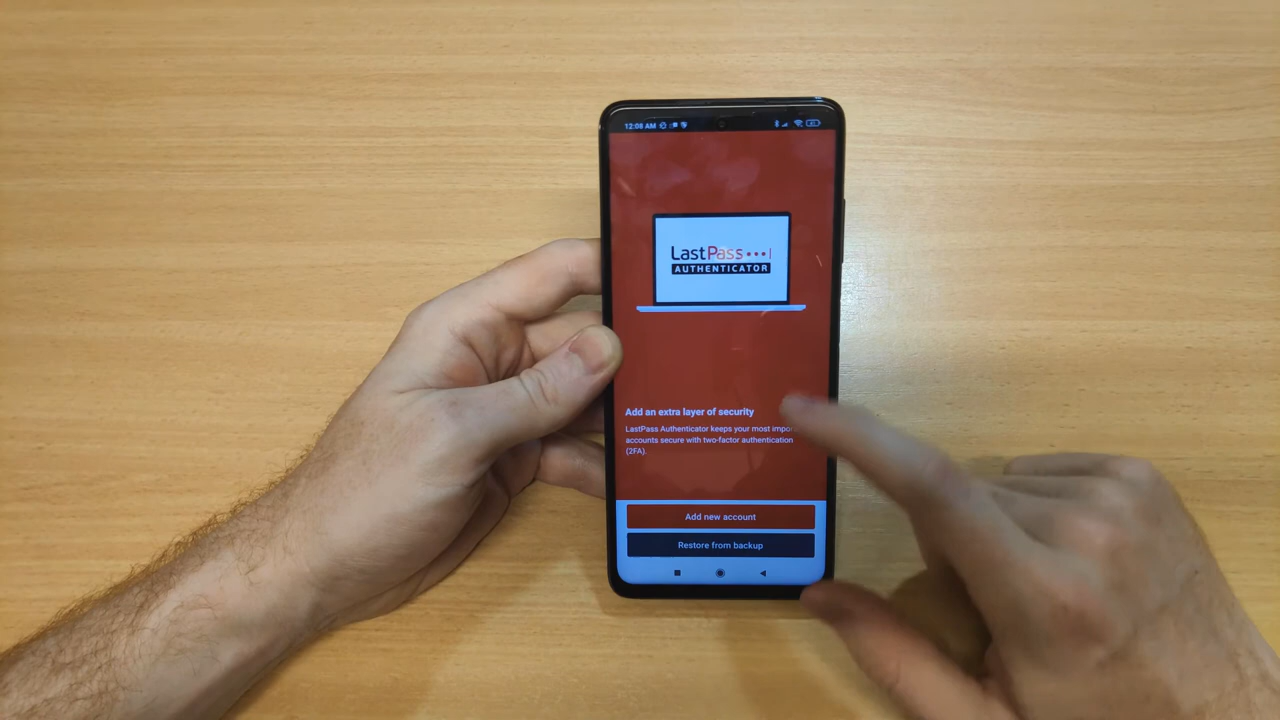 12:08 AM
LastPass
AUTHENTICATOR
Add an extra layer of security
LastPass Authenticator keeps your most impor
accounts secure with two-factor authentication
(2FA).
Add new account
Restore from backup